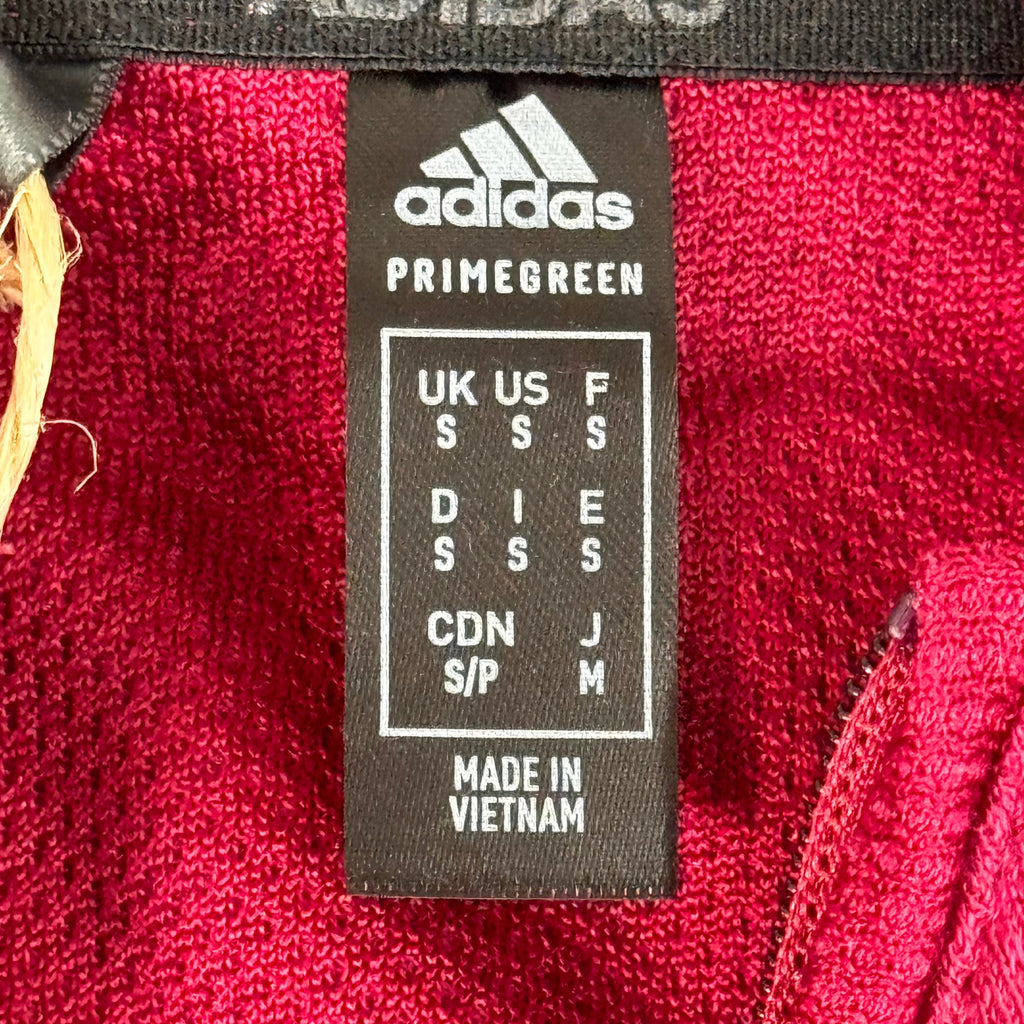 adidas
PRIMEGREEN
UK US F
S S S
D I E
S S S
CDN J
S/P M
MADE IN
VIETNAM